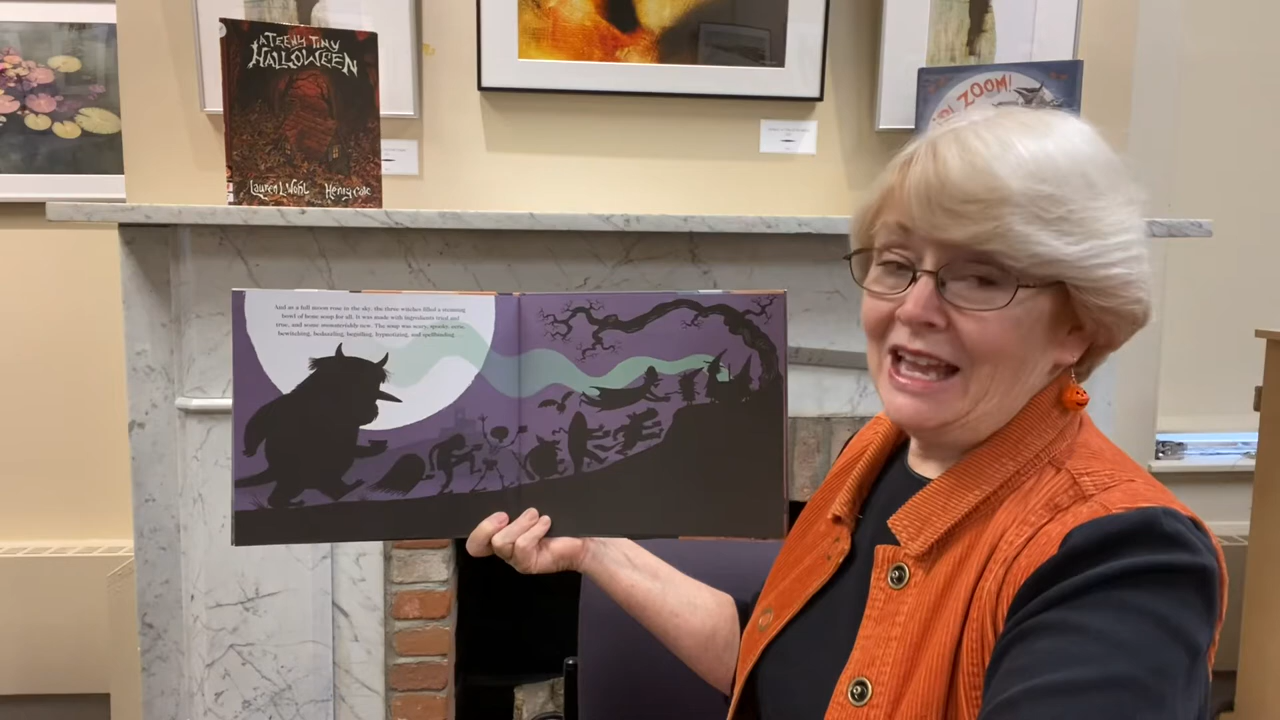 A TEENY TINY
HALLOWEEN
Lauren L. Wohl Henry Cole
ZOOM!
And as a full moon rose in the sky, the three witches filled a steaming
bowl of bone soup for all. It was made with ingredients tried and
true, and some monsterishly new. The soup was scary, spooky, eerie,
bewitching, bedazzling, beguiling, hypnotizing, and spellbinding.